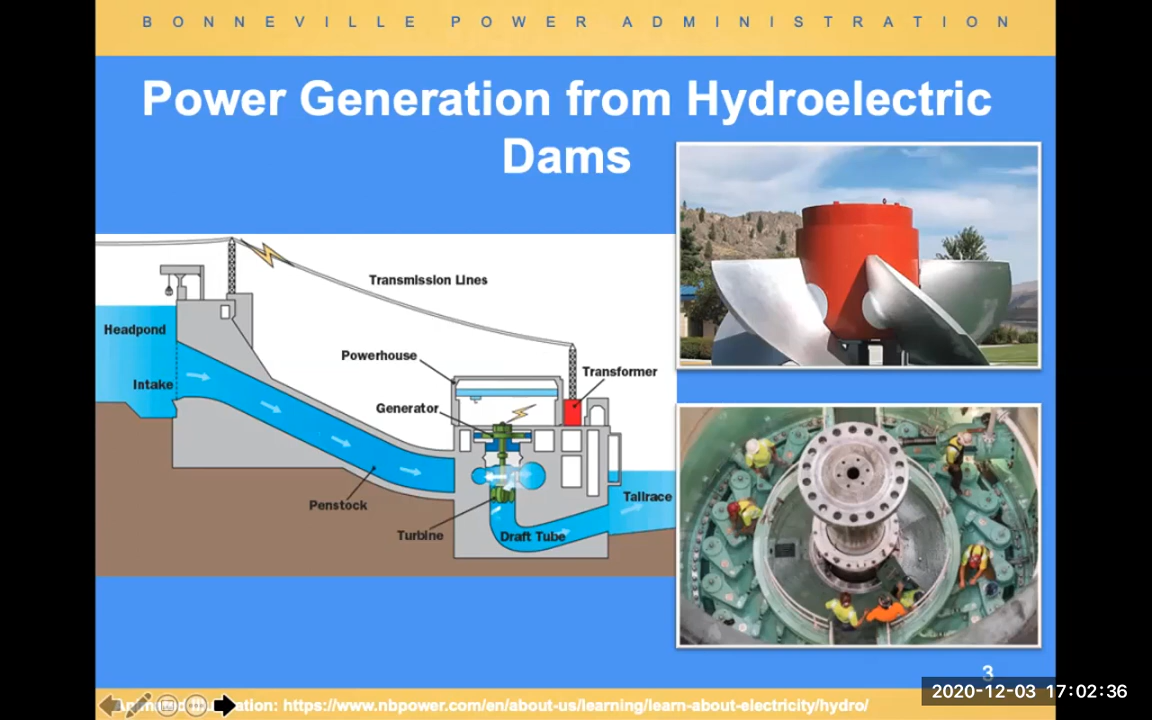 BONNEVILLE POWER ADMINISTRATION
Power Generation from Hydroelectric
Dams
Transmission Lines
Headpond
Powerhouse
Transformer
Intake
Generator
Penstock
Tailrace
Turbine
Draft Tube
3
https://www.nbpower.com/en/about-us/learning/learn-about-electricity/hydro/
2020-12-03 17:02:36